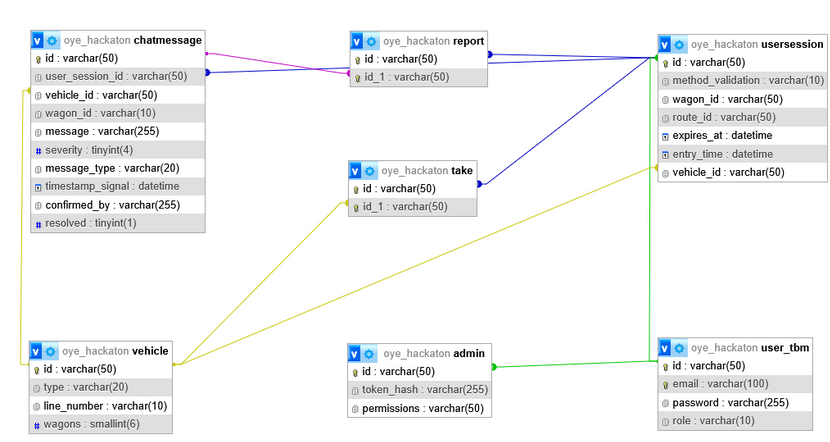 oye_hackaton chatmessage
id : varchar(50)
user_session_id : varchar(50)
vehicle_id : varchar(50)
wagon_id : varchar(10)
message : varchar(255)
# severity : tinyint(4)
message_type : varchar(20)
timestamp_signal : datetime
confirmed_by : varchar(255)
# resolved : tinyint(1)
oye_hackaton report
id : varchar(50)
id_1 : varchar(50)
oye_hackaton usersession
id : varchar(50)
method_validation : varchar(10)
wagon_id : varchar(50)
route_id : varchar(50)
expires_at : datetime
entry_time : datetime
vehicle_id : varchar(50)
oye_hackaton take
id : varchar(50)
id_1 : varchar(50)
oye_hackaton vehicle
id : varchar(50)
type : varchar(20)
line_number : varchar(10)
# wagons : smallint(6)
oye_hackaton admin
id : varchar(50)
token_hash : varchar(255)
permissions : varchar(50)
oye_hackaton user_tbm
id : varchar(50)
email : varchar(100)
password : varchar(255)
role : varchar(10)